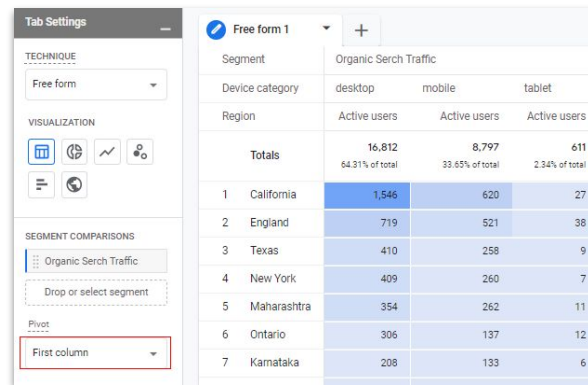 Tab Settings
TECHNIQUE
Free form
VISUALIZATION
SEGMENT COMPARISONS
Organic Serch Traffic
Drop or select segment
Pivot
First column
Free form 1
Segment Organic Serch Traffic
Device category desktop mobile tablet
Region Active users Active users Active users
Totals 16,812 8,797 611
64.31% of total 33.65% of total 2.34% of total
1 California 1,546 620 27
2 England 719 521 38
3 Texas 410 258 9
4 New York 409 260 7
5 Maharashtra 354 262 11
6 Ontario 306 137 12
7 Karnataka 208 133 6